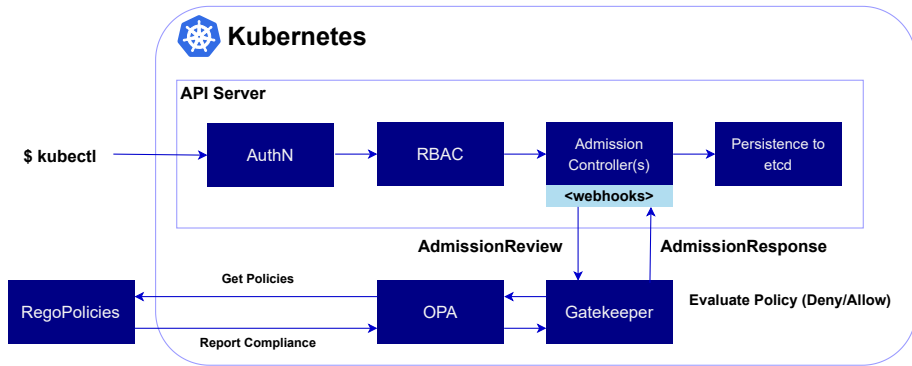 Kubernetes
API Server
$ kubectl
AuthN
RBAC
Admission
Controller(s)
Persistence to
etcd
<webhooks>
AdmissionReview
AdmissionResponse
Get Policies
RegoPolicies
OPA
Gatekeeper
Evaluate Policy (Deny/Allow)
Report Compliance